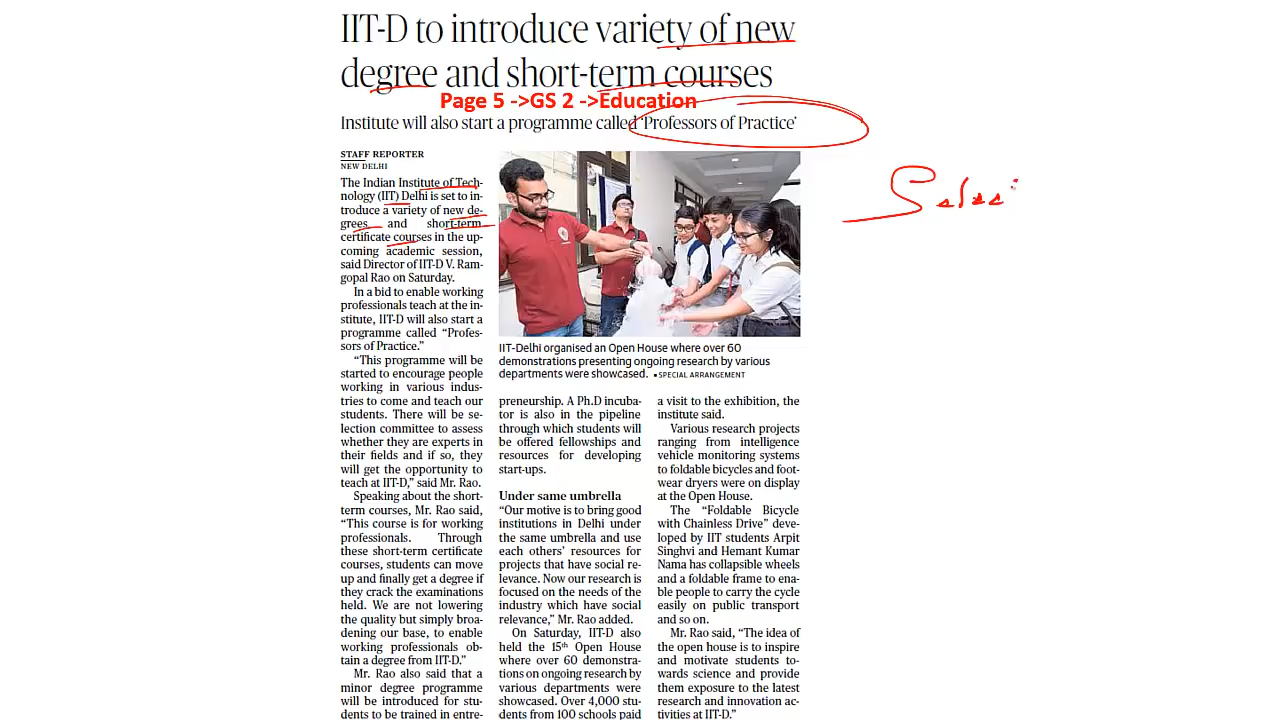 IIT-D to introduce variety of new
degree and short-term courses
Page 5 ->GS 2 ->Education
Institute will also start a programme called ‘Professors of Practice’
STAFF REPORTER
NEW DELHI
The Indian Institute of Tech-
nology (IIT) Delhi is set to in-
troduce a variety of new de-
grees and short-term
certificate courses in the up-
coming academic session,
said Director of IIT-D V. Ram-
gopal Rao on Saturday.
In a bid to enable working
professionals teach at the in-
stitute, IIT-D will also start a
programme called “Profes-
sors of Practice.”
“This programme will be
started to encourage people
working in various indus-
tries to come and teach our
students. There will be se-
lection committee to assess
whether they are experts in
their fields and if so, they
will get the opportunity to
teach at IIT-D,” said Mr. Rao.
Speaking about the short-
term courses, Mr. Rao said,
“This course is for working
professionals. Through
these short-term certificate
courses, students can move
up and finally get a degree if
they crack the examinations
held. We are not lowering
the quality but simply broa-
dening our base, to enable
working professionals ob-
tain a degree from IIT-D.”
Mr. Rao also said that a
minor degree programme
will be introduced for stu-
dents to be trained in entre-
IIT-Delhi organised an Open House where over 60
demonstrations presenting ongoing research by various
departments were showcased. ▪SPECIAL ARRANGEMENT
preneurship. A Ph.D incuba-
tor is also in the pipeline
through which students will
be offered fellowships and
resources for developing
start-ups.
Under same umbrella
“Our motive is to bring good
institutions in Delhi under
the same umbrella and use
each others’ resources for
projects that have social re-
levance. Now our research is
focused on the needs of the
industry which have social
relevance,” Mr. Rao added.
On Saturday, IIT-D also
held the 15th Open House
where over 60 demonstra-
tions on ongoing research by
various departments were
showcased. Over 4,000 stu-
dents from 100 schools paid
a visit to the exhibition, the
institute said.
Various research projects
ranging from intelligence
vehicle monitoring systems
to foldable bicycles and foot-
wear dryers were on display
at the Open House.
The “Foldable Bicycle
with Chainless Drive” deve-
loped by IIT students Arpit
Singhvi and Hemant Kumar
Nama has collapsible wheels
and a foldable frame to ena-
ble people to carry the cycle
easily on public transport
and so on.
Mr. Rao said, “The idea of
the open house is to inspire
and motivate students to-
wards science and provide
them exposure to the latest
research and innovation ac-
tivities at IIT-D.”